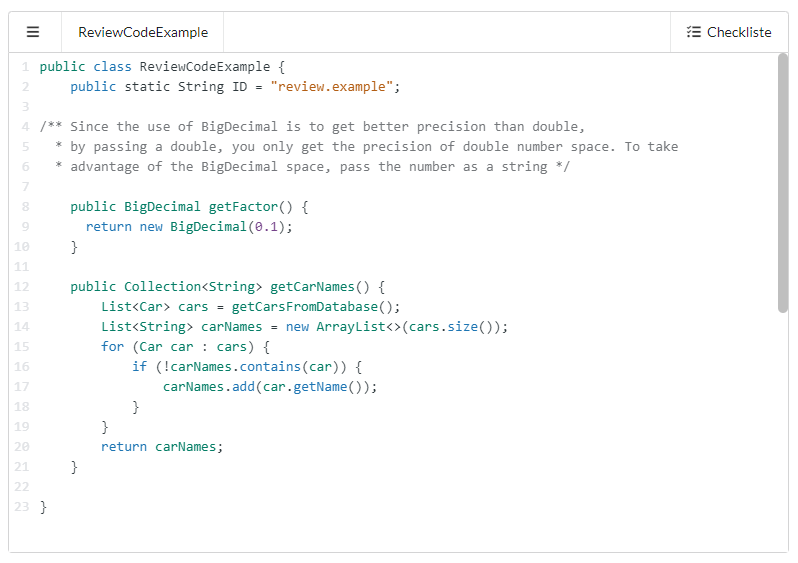 ReviewCodeExample
Checkliste
1 public class ReviewCodeExample {
2 public static String ID = "review.example";
3
4 /** Since the use of BigDecimal is to get better precision than double,
5 * by passing a double, you only get the precision of double number space. To take
6 * advantage of the BigDecimal space, pass the number as a string */
7
8 public BigDecimal getFactor() {
9 return new BigDecimal(0.1);
10 }
11
12 public Collection<String> getCarNames() {
13 List<Car> cars = getCarsFromDatabase();
14 List<String> carNames = new ArrayList<>(cars.size());
15 for (Car car : cars) {
16 if (!carNames.contains(car)) {
17 carNames.add(car.getName());
18 }
19 }
20 return carNames;
21 }
22
23 }